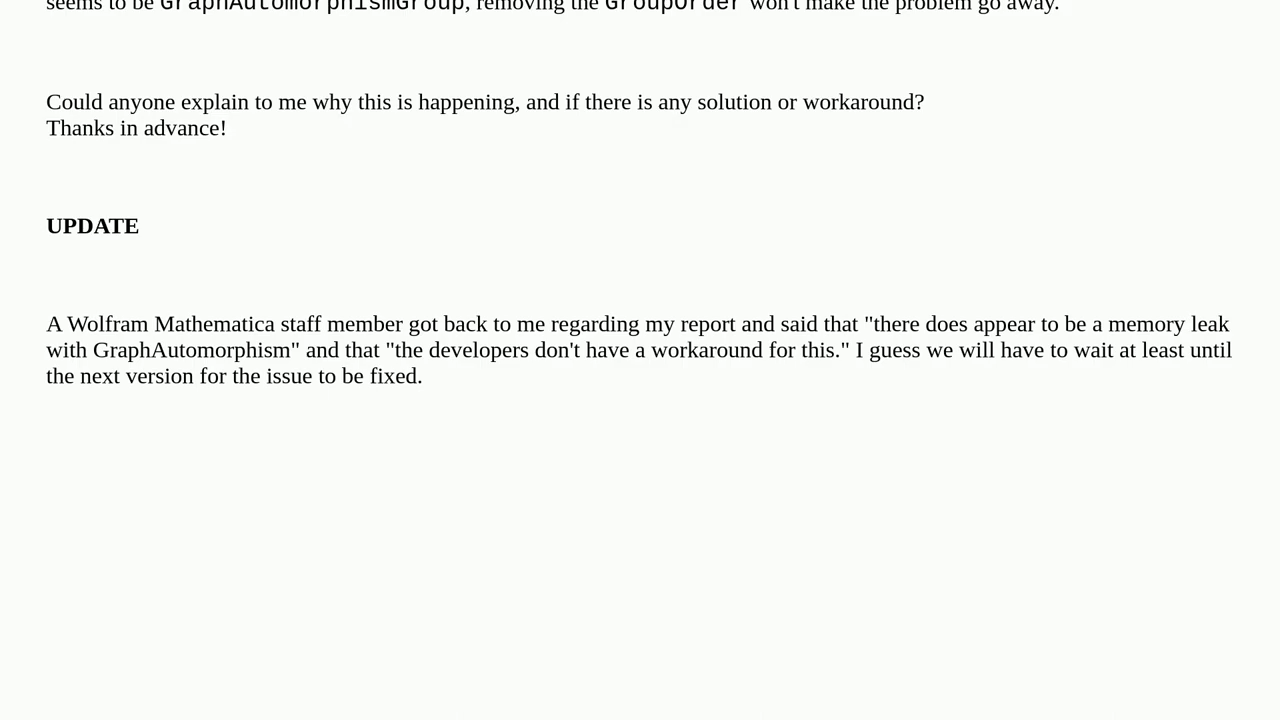 seems to be GraphAutomorphismGroup, removing the GroupOrder won't make the problem go away.
Could anyone explain to me why this is happening, and if there is any solution or workaround?
Thanks in advance!
UPDATE
A Wolfram Mathematica staff member got back to me regarding my report and said that "there does appear to be a memory leak
with GraphAutomorphism" and that "the developers don't have a workaround for this." I guess we will have to wait at least until
the next version for the issue to be fixed.